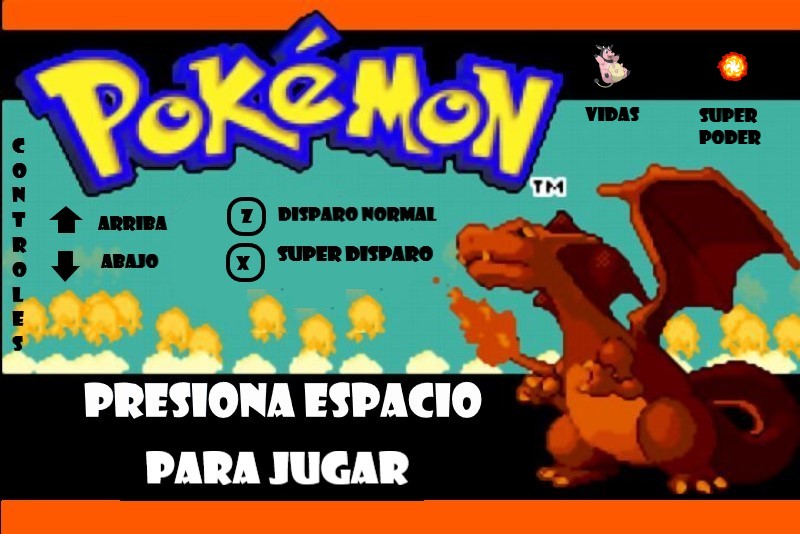 POKéMON
TM
VIDAS
SUPER
PODER
CONTROLES
ARRIBA
Z DISPARO NORMAL
ABAJO
X SUPER DISPARO
PRESIONA ESPACIO
PARA JUGAR